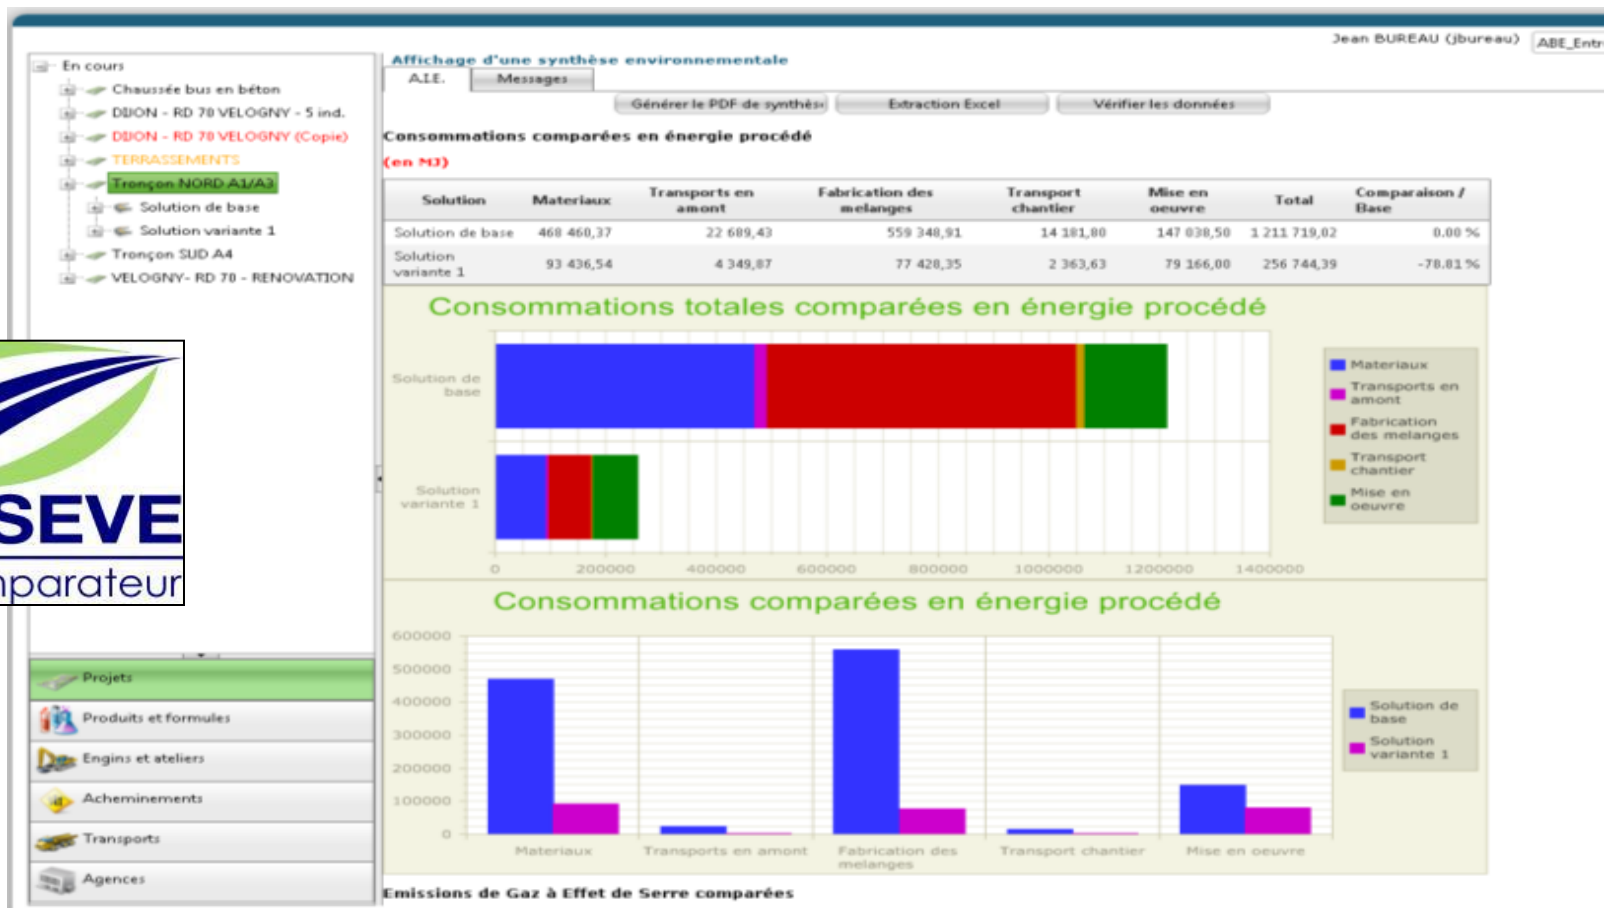 Jean BUREAU (jbureau)
ABE_Entr
En cours
Chaussée bus en béton
DIJON - RD 70 VELOGNY - 5 ind.
DIJON - RD 70 VELOGNY (Copie)
TERRASSEMENTS
Tronçon NORD A1/A3
Solution de base
Solution variante 1
Tronçon SUD A4
VELOGNY- RD 70 - RENOVATION
SEVE
mparateur
Projets
Produits et formules
Engins et ateliers
Acheminements
Transports
Agences
Affichage d'une synthèse environnementale
A.I.E. Messages
Générer le PDF de synthès Extraction Excel Vérifier les données
Consommations comparées en énergie procédé
(en MJ)
Solution Materiaux Transports en amont Fabrication des melanges Transport chantier Mise en oeuvre Total Comparaison / Base
Solution de base 468 460,37 22 689,43 559 348,91 14 181,80 147 038,50 1 211 719,02 0.00 %
Solution variante 1 93 436,54 4 349,87 77 428,35 2 363,63 79 166,00 256 744,39 -78.81 %
Consommations totales comparées en énergie procédé
Solution de
base
Solution
variante 1
0 200000 400000 600000 800000 1000000 1200000 1400000
Materiaux
Transports en
amont
Fabrication
des melanges
Transport
chantier
Mise en
oeuvre
Consommations comparées en énergie procédé
600000
500000
400000
300000
200000
100000
0
Materiaux Transports en amont Fabrication des melanges Transport chantier Mise en oeuvre
Solution de
base
Solution
variante 1
Emissions de Gaz à Effet de Serre comparées